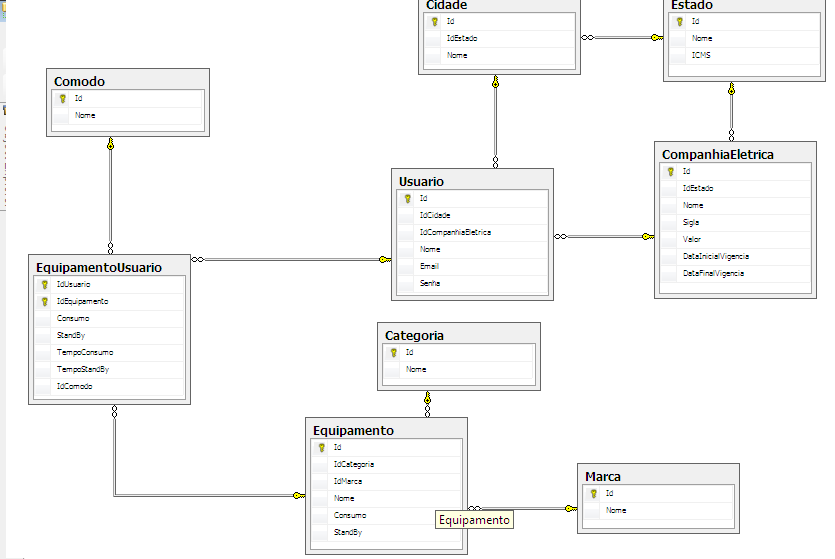 Cidade
Id
IdEstado
Nome
Estado
Id
Nome
ICMS
Comodo
Id
Nome
CompanhiaEletrica
Id
IdEstado
Nome
Sigla
Valor
DataInicialVigencia
DataFinalVigencia
Usuario
Id
IdCidade
IdCompanhiaEletrica
Nome
Email
Senha
EquipamentoUsuario
IdUsuario
IdEquipamento
Consumo
StandBy
TempoConsumo
TempoStandBy
IdComodo
Categoria
Id
Nome
Equipamento
Id
IdCategoria
IdMarca
Nome
Consumo
StandBy
Equipamento
Marca
Id
Nome